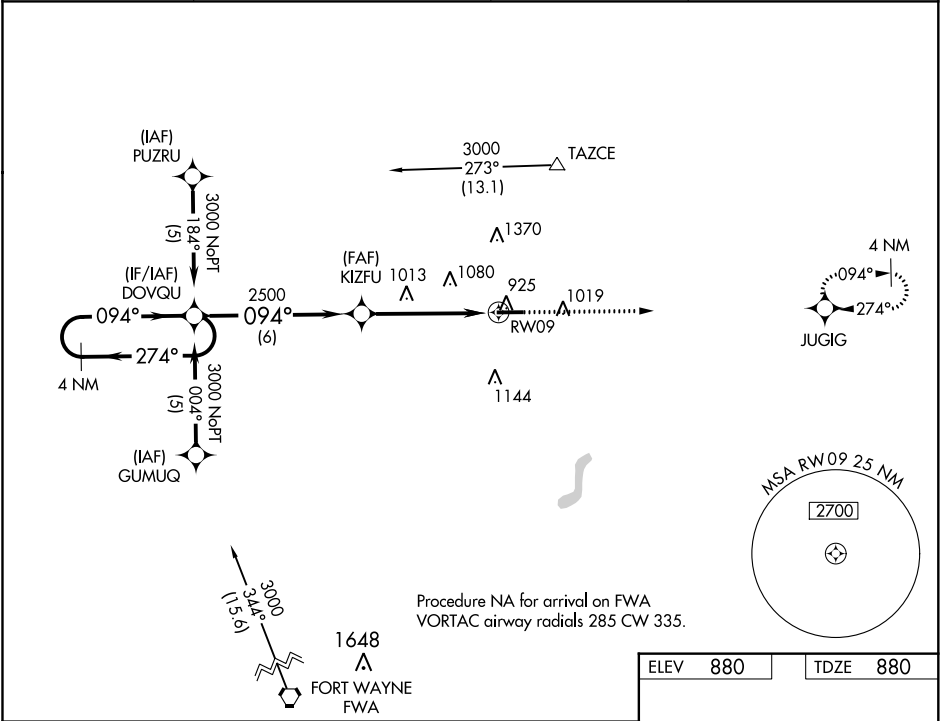 (IAF)
PUZRU
3000 NoPT
184°
(5)
3000
273°
(13.1)
TAZCE
1370
(IF/IAF)
DOVQU
(FAF)
KIZFU
1013
1080
925
1019
RW09
4 NM
094°
274°
JUGIG
094°
2500
094°
(6)
274°
4 NM
3000 NoPT
004°
(5)
1144
(IAF)
GUMUQ
MSA RW09 25 NM
2700
3000
344°
(15.6)
Procedure NA for arrival on FWA
VORTAC airway radials 285 CW 335.
1648
FORT WAYNE
FWA
ELEV 880
TDZE 880